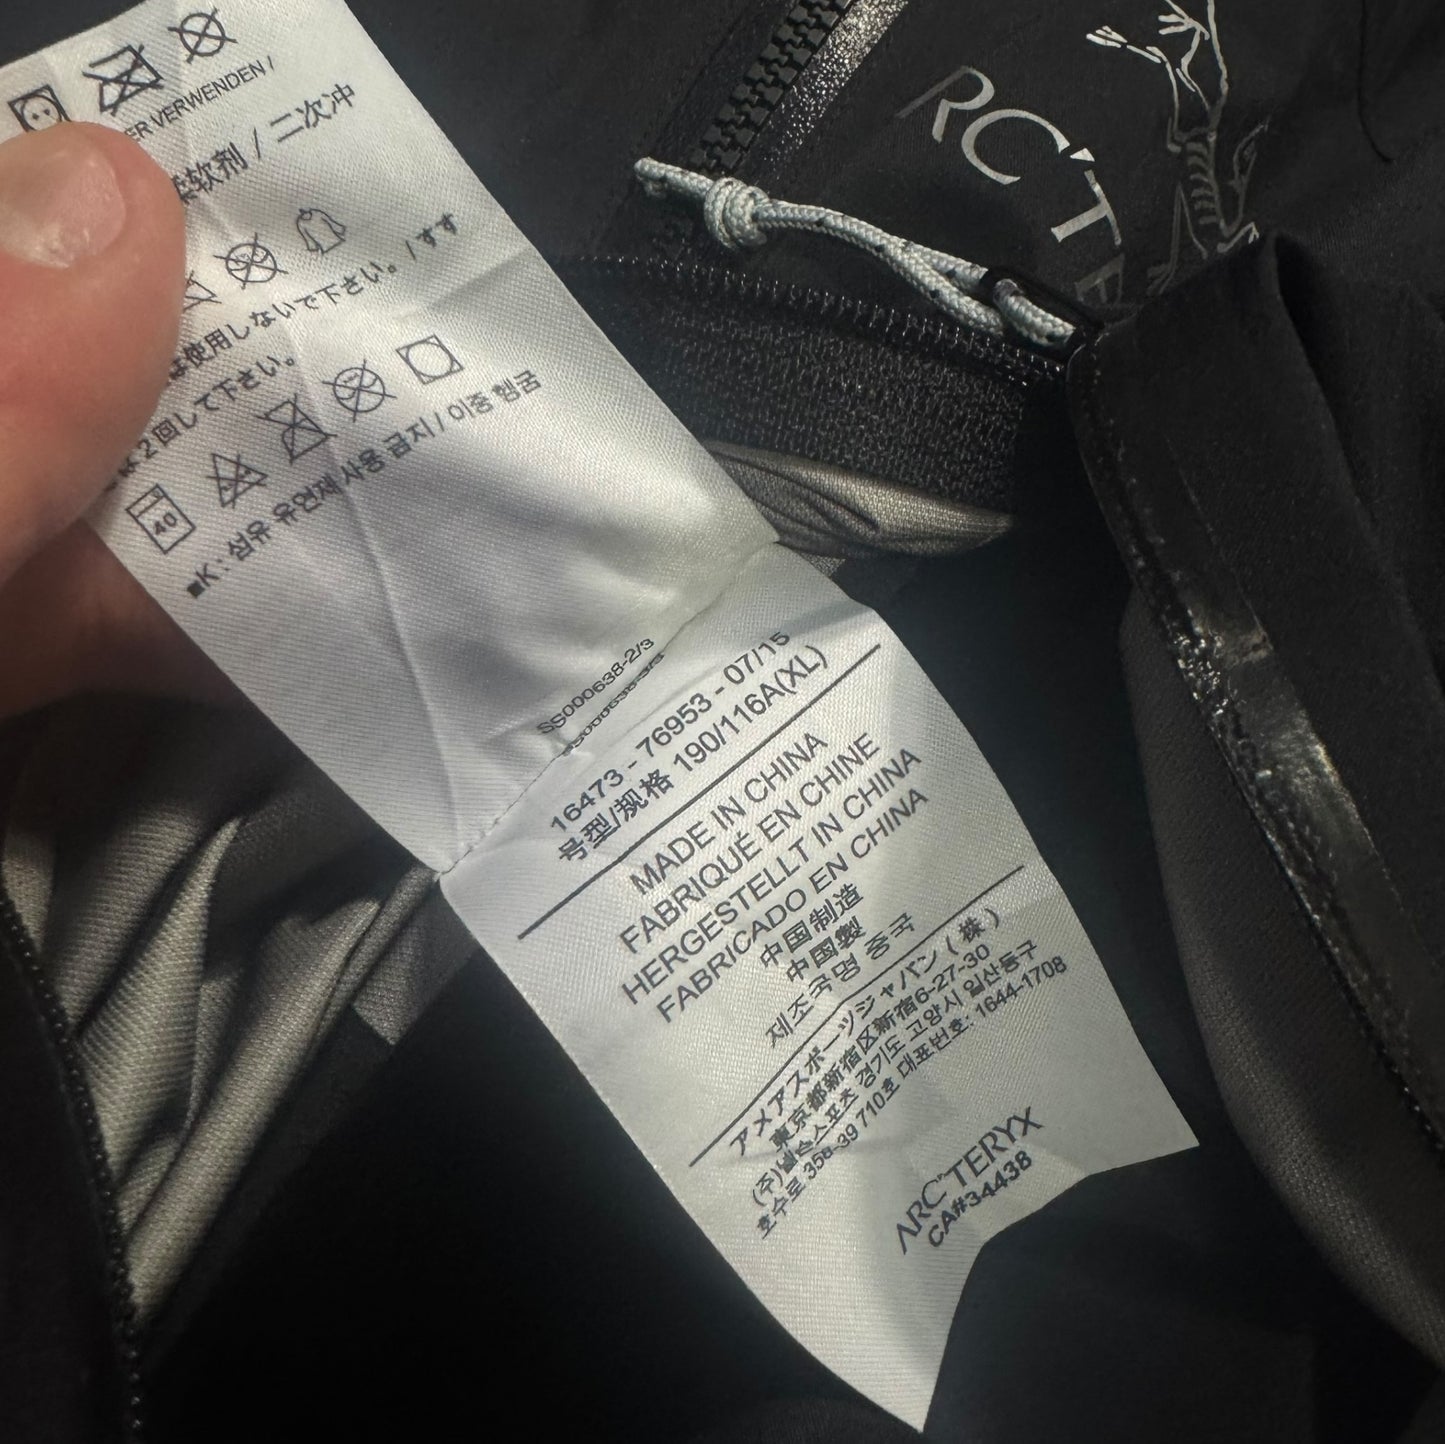 ER VERWENDEN /
柔软剂 / 二次冲
は使用しないで下さい。/ すす
2回して下さい。
40
■K : 섬유 유연제 사용 금지 / 이중 헹굼
SS000638-2/3
SS000638-3/3
16473 - 76953 - 07/15
号型/规格 190/116A(XL)
MADE IN CHINA
FABRIQUÉ EN CHINE
HERGESTELLT IN CHINA
FABRICADO EN CHINA
中国制造
中国製
제조국명 중국
アメアスポーツジャパン (株)
東京都新宿区新宿6-27-30
(주)넬슨스포츠 경기도 고양시 일산동구
호수로 358-39 710호 대표번호: 1644-1708
ARC'TERYX
CA#34438
RC'TE